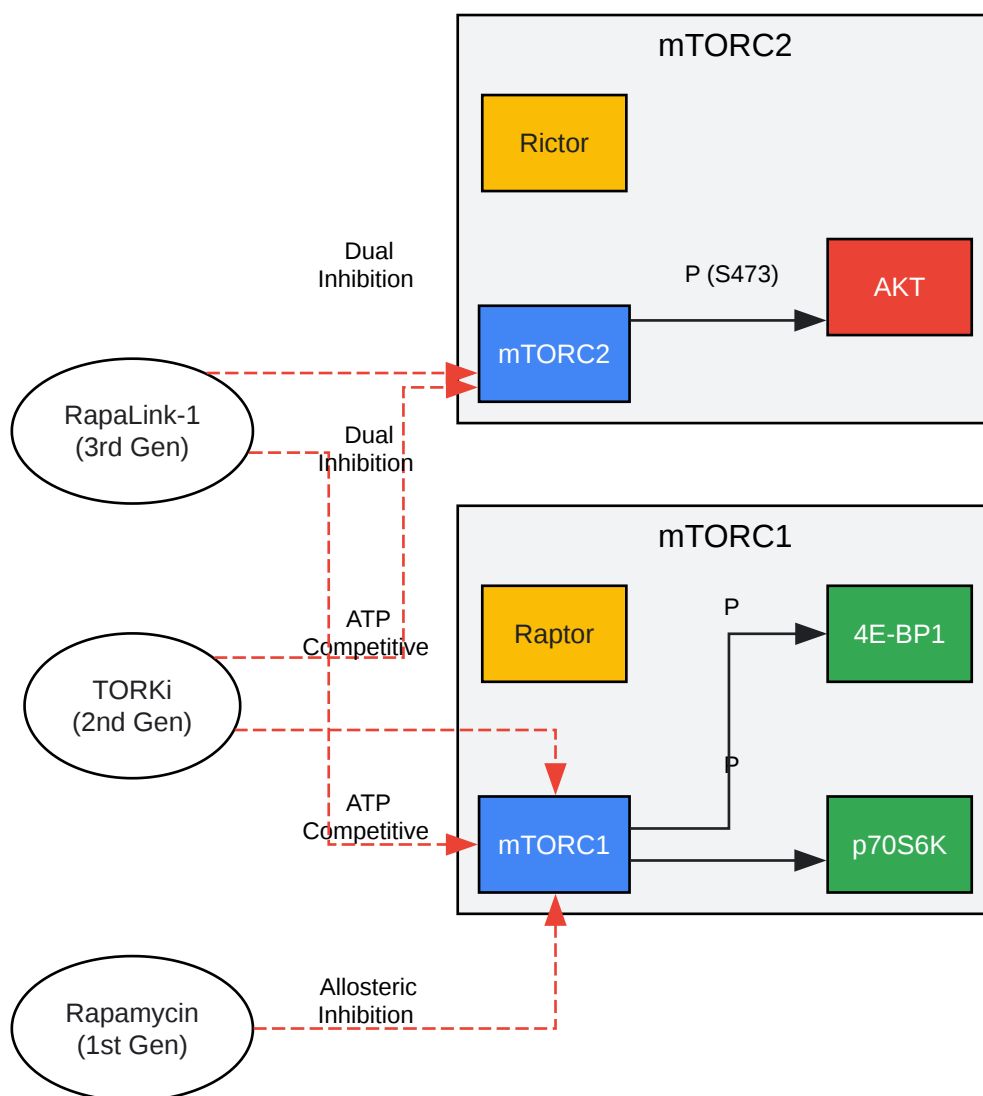 mTORC2
Rictor
Dual
Inhibition
P (S473)
AKT
mTORC2
RapaLink-1
(3rd Gen)
Dual
Inhibition
mTORC1
Raptor
P
4E-BP1
ATP
Competitive
TORKi
(2nd Gen)
P
ATP
Competitive
mTORC1
p70S6K
Allosteric
Inhibition
Rapamycin
(1st Gen)